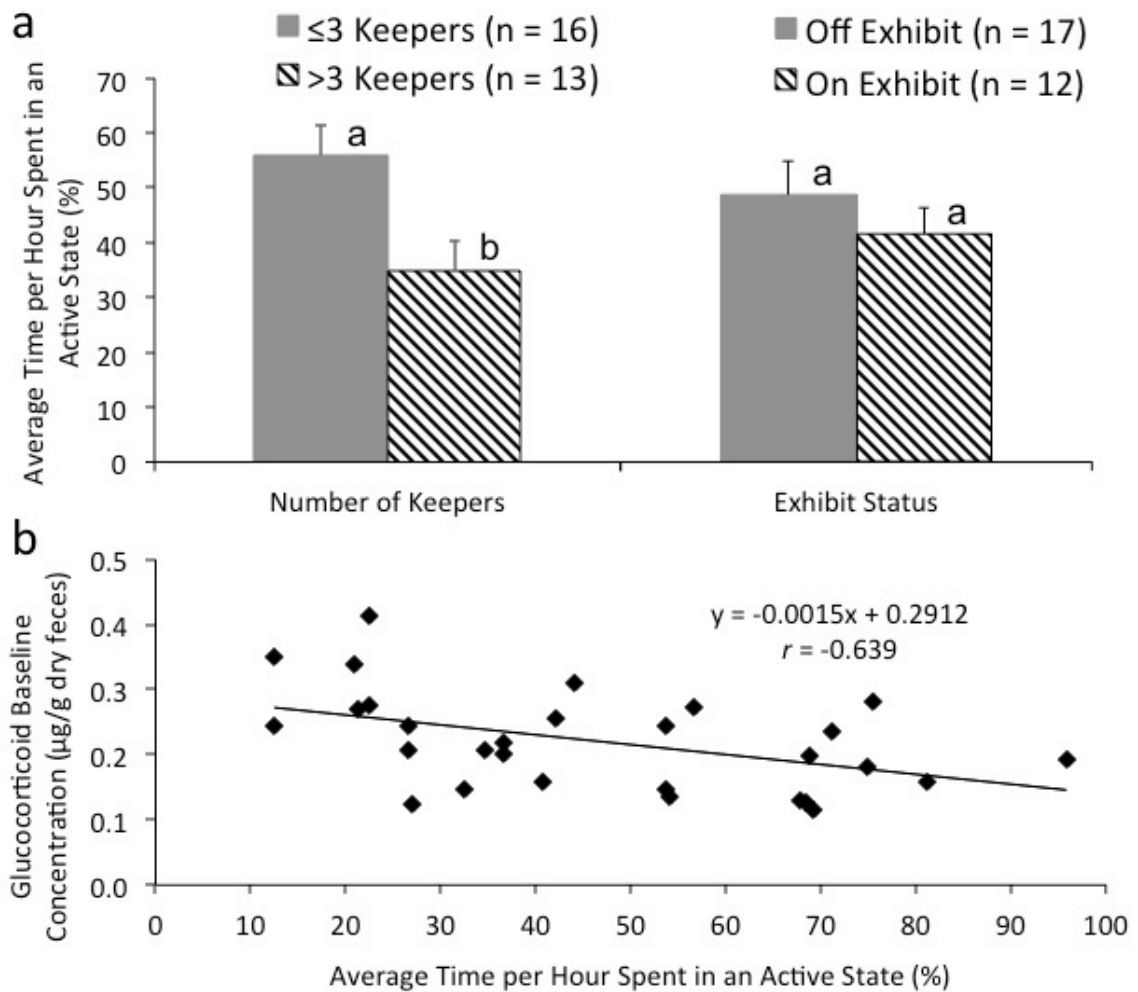 a
≤3 Keepers (n = 16)
>3 Keepers (n = 13)
Off Exhibit (n = 17)
On Exhibit (n = 12)
Average Time per Hour Spent in an
Active State (%)
70
60
50
40
30
20
10
0
a
b
a
a
Number of Keepers
Exhibit Status
b
Glucocorticoid Baseline
Concentration (µg/g dry feces)
0.5
0.4
0.3
0.2
0.1
0.0
y = -0.0015x + 0.2912
r = -0.639
0 10 20 30 40 50 60 70 80 90 100
Average Time per Hour Spent in an Active State (%)